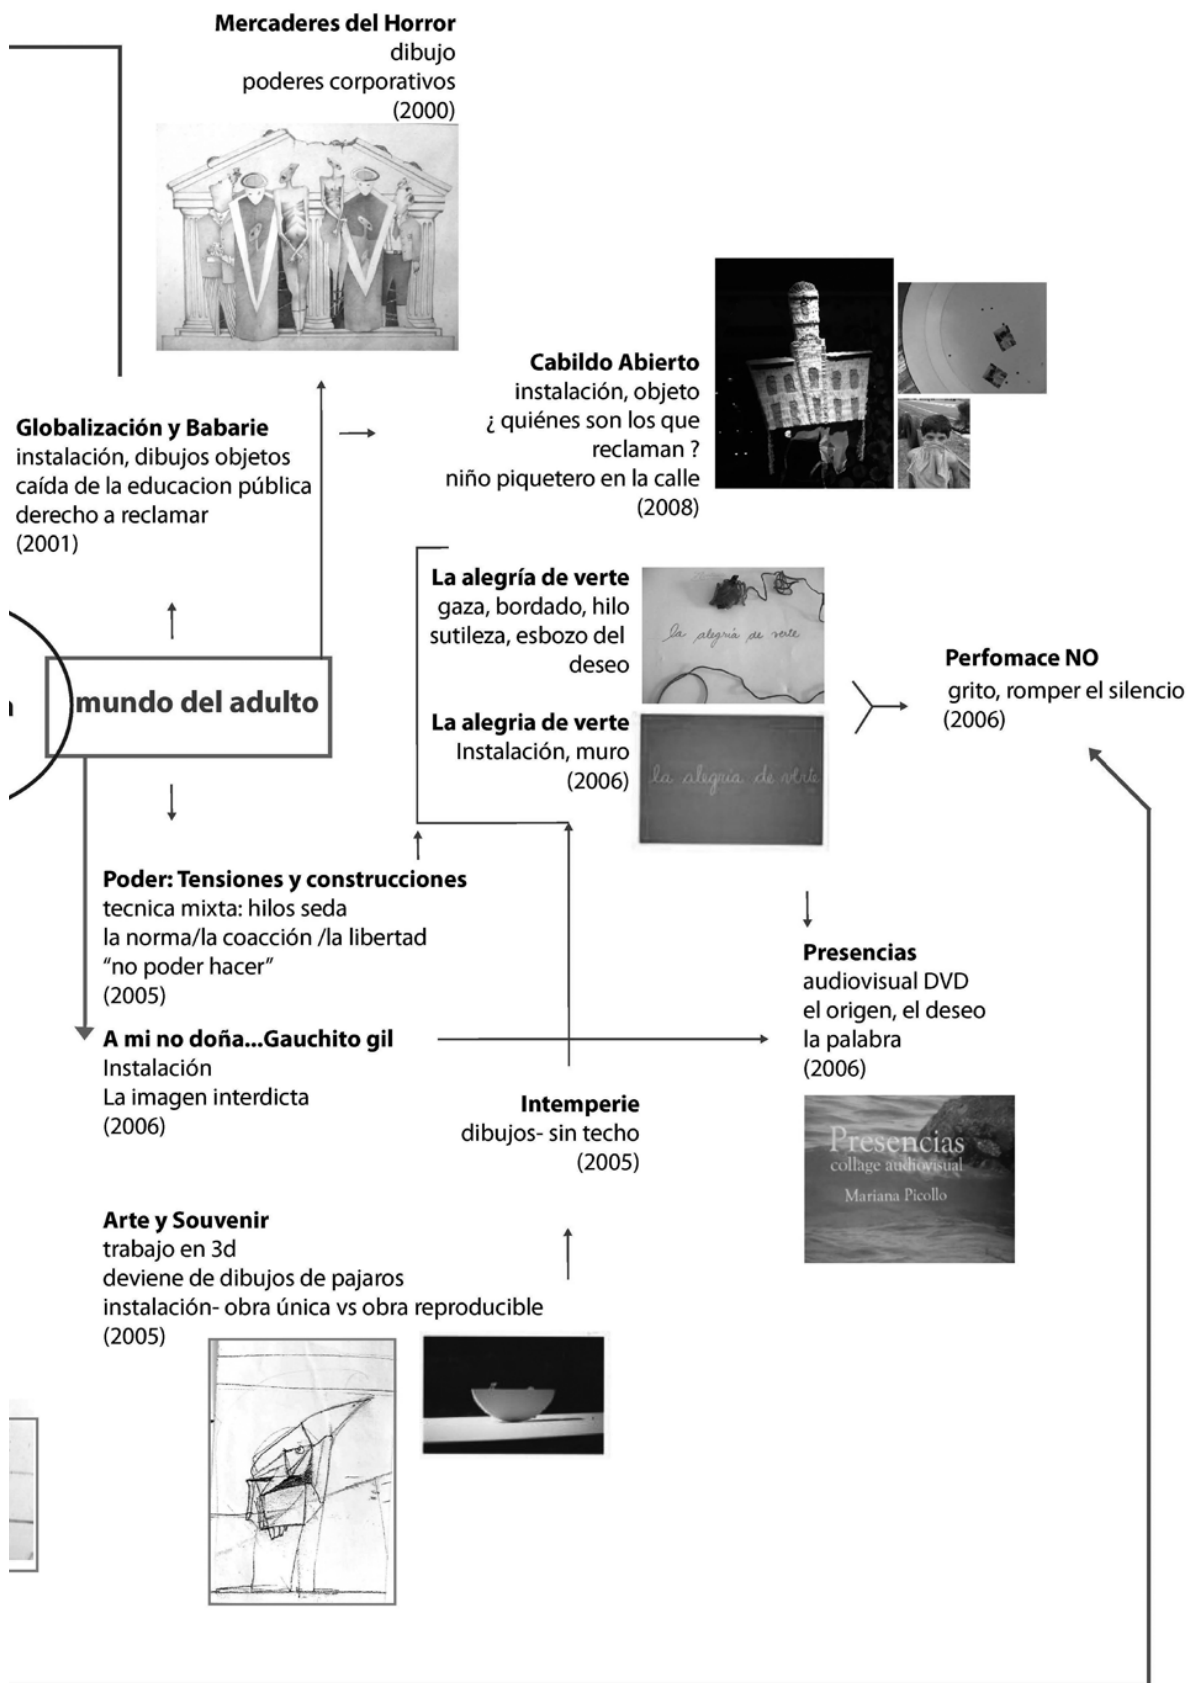 Mercaderes del Horror
dibujo
poderes corporativos
(2000)
Cabildo Abierto
instalación, objeto
¿ quiénes son los que
reclaman ?
niño piquetero en la calle
(2008)
Globalización y Babarie
instalación, dibujos objetos
caída de la educacion pública
derecho a reclamar
(2001)
La alegría de verte
gaza, bordado, hilo
sutileza, esbozo del
deseo
la alegria de verte
mundo del adulto
La alegria de verte
Instalación, muro
(2006)
la alegria de verte
Perfomace NO
grito, romper el silencio
(2006)
Poder: Tensiones y construcciones
tecnica mixta: hilos seda
la norma/la coacción /la libertad
“no poder hacer”
(2005)
A mi no doña...Gauchito gil
Instalación
La imagen interdicta
(2006)
Presencias
audiovisual DVD
el origen, el deseo
la palabra
(2006)
Presencias
collage audiovisual
Mariana Picollo
Intemperie
dibujos- sin techo
(2005)
Arte y Souvenir
trabajo en 3d
deviene de dibujos de pajaros
instalación- obra única vs obra reproducible
(2005)